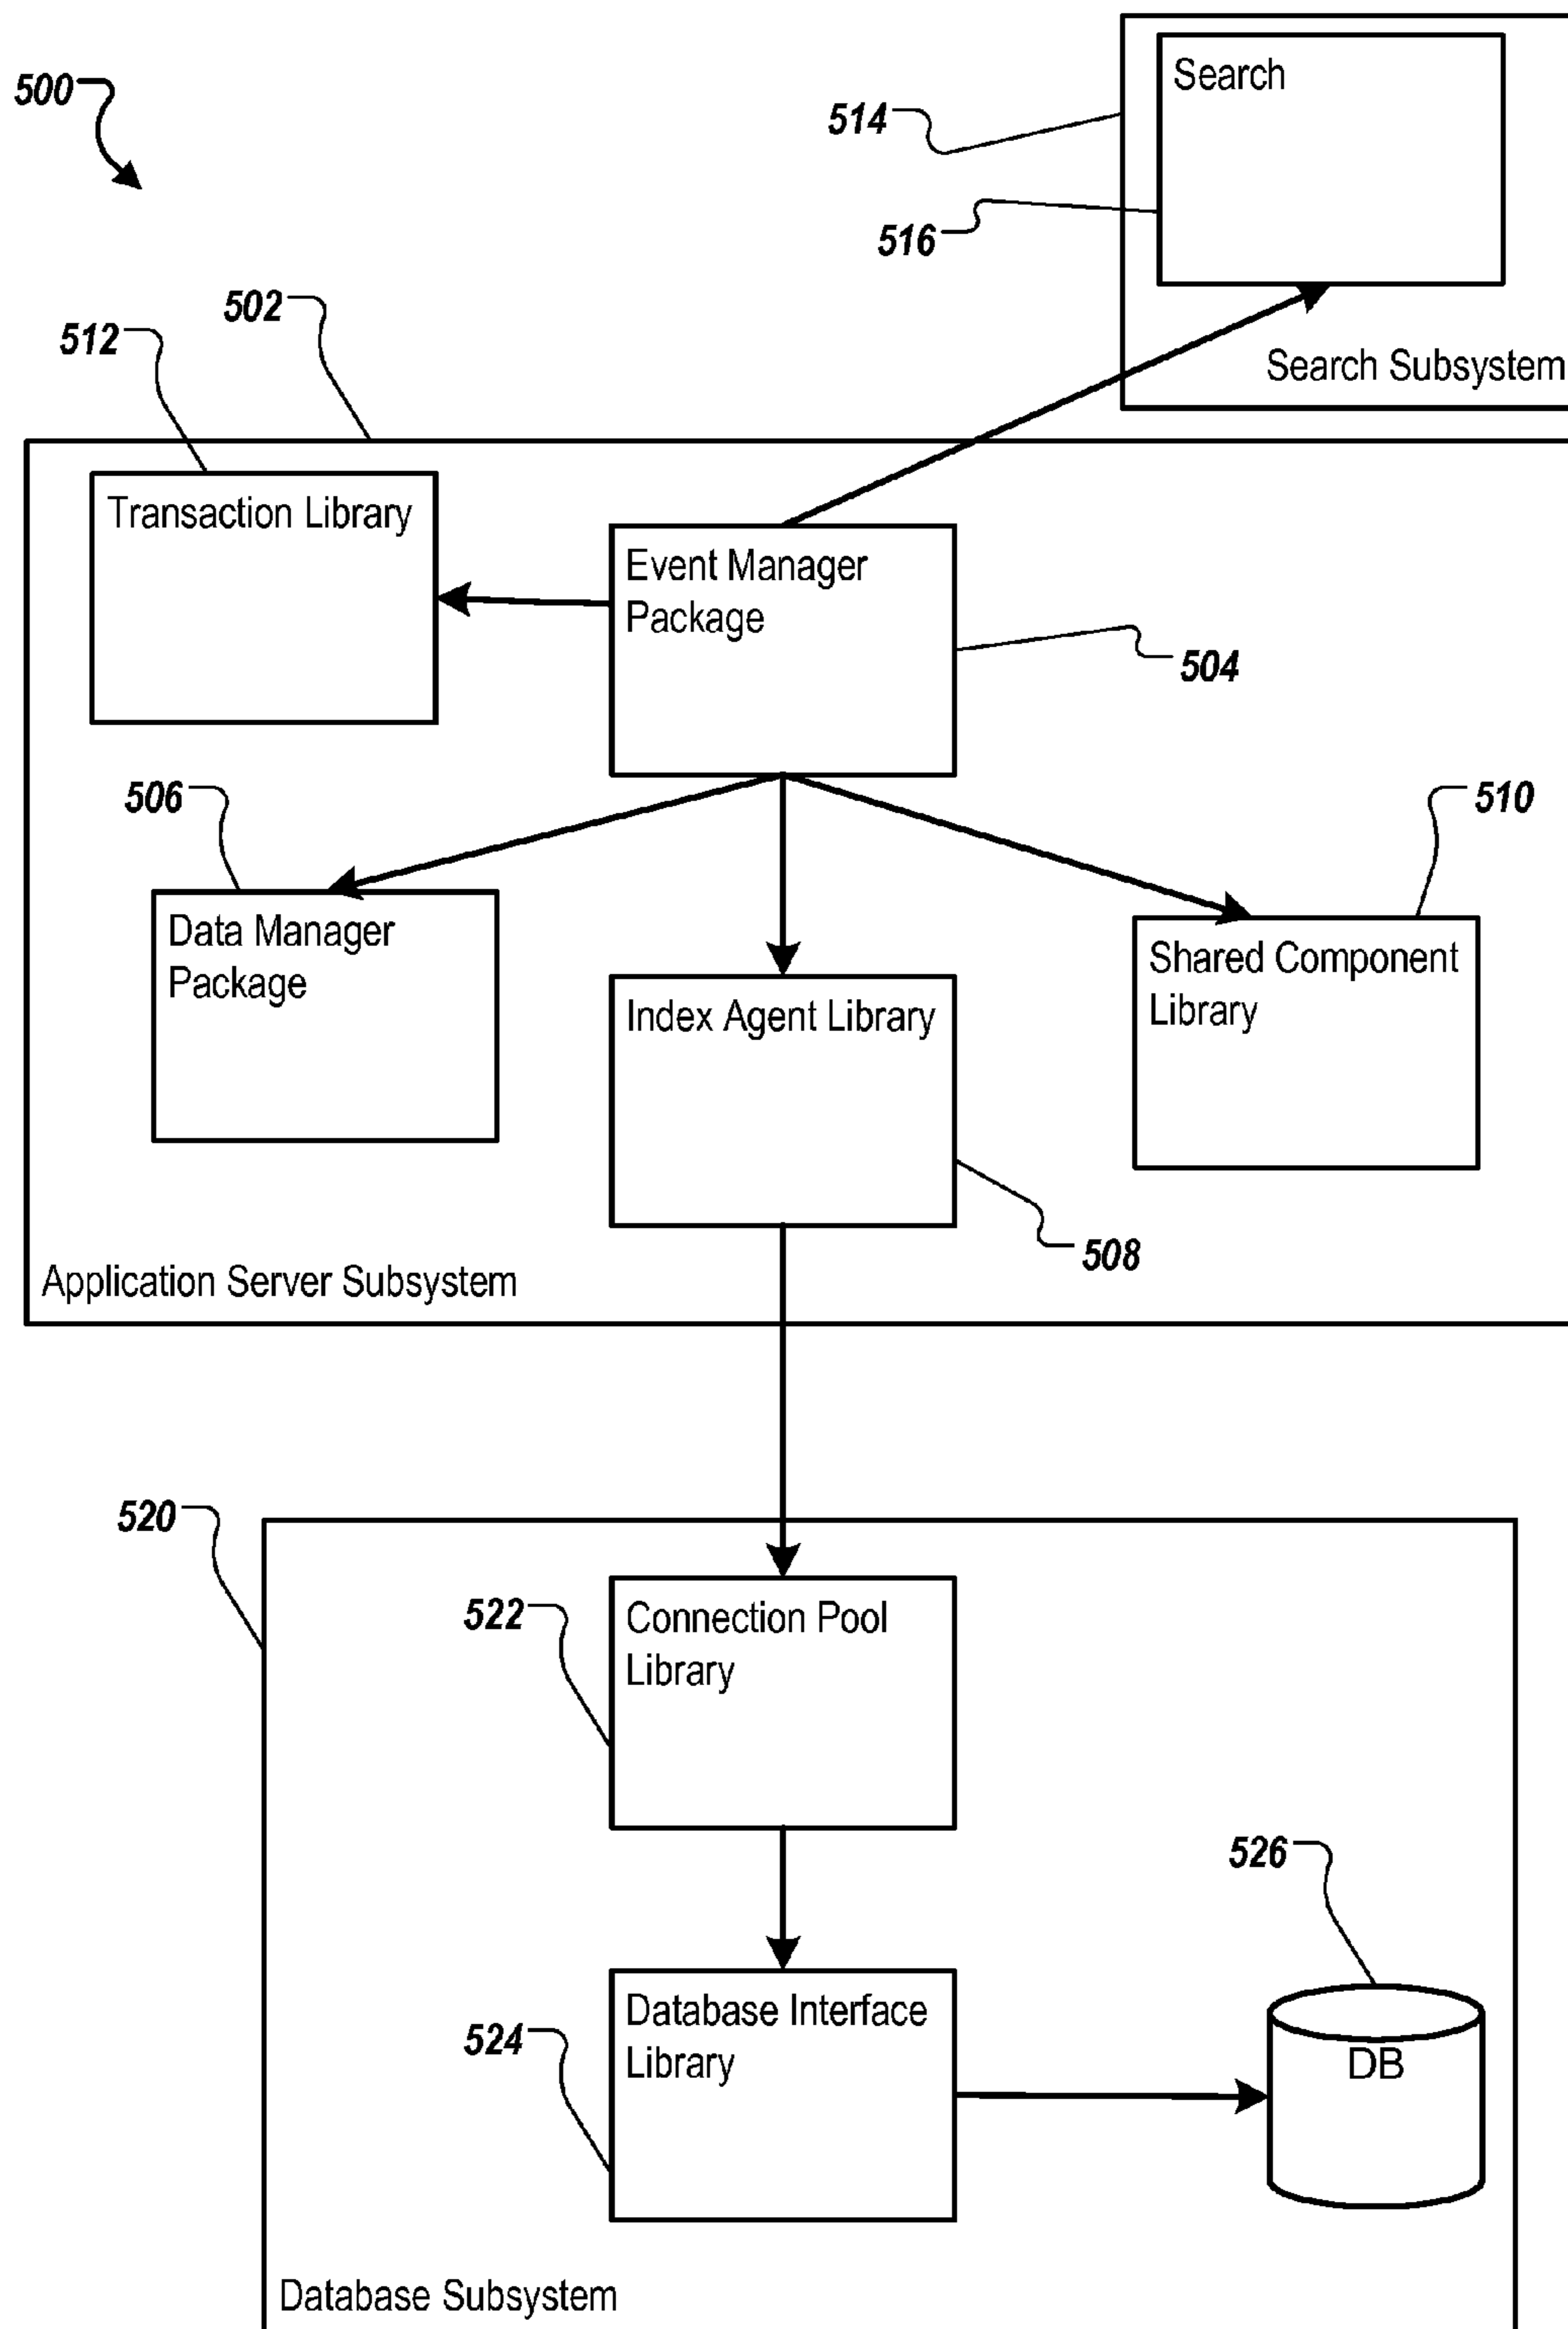 500
Search
514
516
502
512
Search Subsystem
Transaction Library
Event Manager
Package
504
506
510
Data Manager
Package
Shared Component
Library
Index Agent Library
508
Application Server Subsystem
520
522
Connection Pool
Library
526
524
Database Interface
Library
DB
Database Subsystem